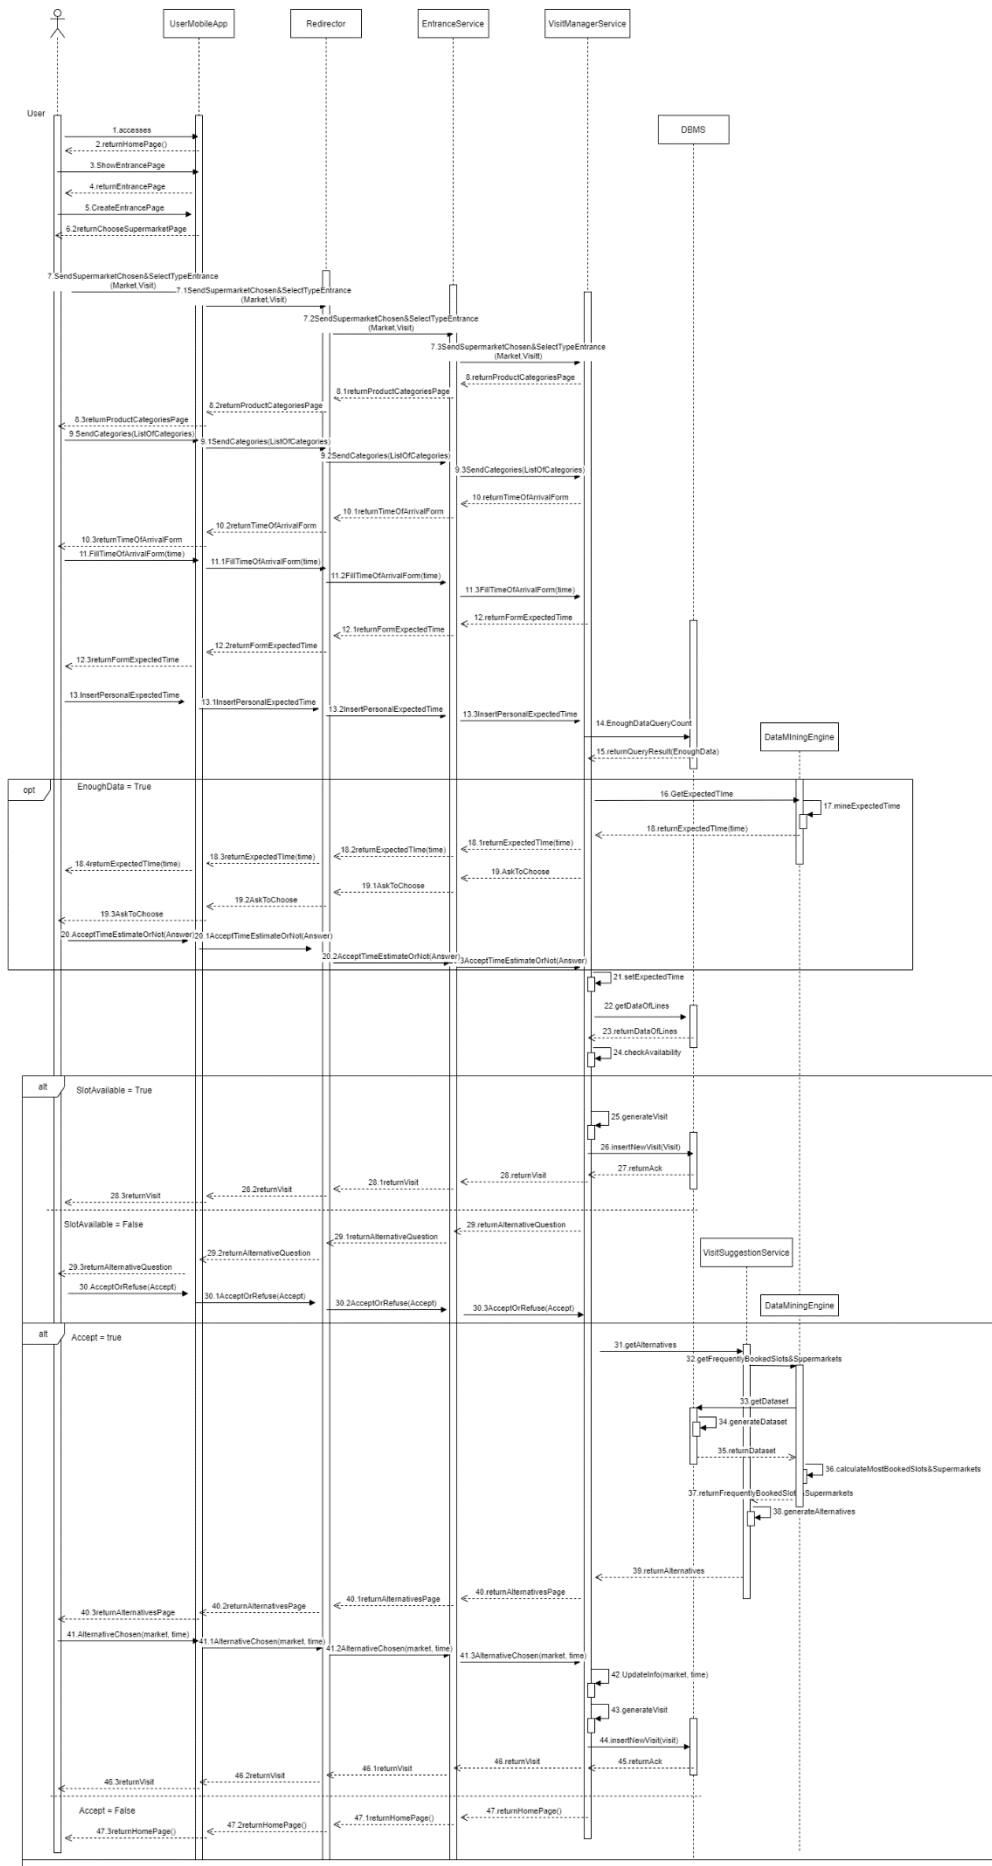 UserMobileApp
Redirector
EntranceService
VisitManagerService
User
DBMS
1.accesses
2.returnHomePage()
3.ShowEntrancePage
4.returnEntrancePage
5.CreateEntrancePage
6.2returnChooseSupermarketPage
7.SendSupermarketChosen&SelectTypeEntrance
(Market,Visit)
7.1SendSupermarketChosen&SelectTypeEntrance
(Market,Visit)
7.2SendSupermarketChosen&SelectTypeEntrance
(Market,Visit)
7.3SendSupermarketChosen&SelectTypeEntrance
(Market,Visitt)
8.returnProductCategoriesPage
8.1returnProductCategoriesPage
8.2returnProductCategoriesPage
8.3returnProductCategoriesPage
9.SendCategories(ListOfCategories)
9.1SendCategories(ListOfCategories)
9.2SendCategories(ListOfCategories)
9.3SendCategories(ListOfCategories)
10.returnTimeOfArrivalForm
10.1returnTimeOfArrivalForm
10.2returnTimeOfArrivalForm
10.3returnTimeOfArrivalForm
11.FillTimeOfArrivalForm(time)
11.1FillTimeOfArrivalForm(time)
11.2FillTimeOfArrivalForm(time)
11.3FillTimeOfArrivalForm(time)
12.returnFormExpectedTime
12.1returnFormExpectedTime
12.2returnFormExpectedTime
12.3returnFormExpectedTime
13.InsertPersonalExpectedTime
13.1InsertPersonalExpectedTime
13.2InsertPersonalExpectedTime
13.3InsertPersonalExpectedTime
14.EnoughDataQueryCount
DataMIningEngine
15.returnQueryResult(EnoughData)
opt
EnoughData = True
16.GetExpectedTIme
17.mineExpectedTime
18.returnExpectedTIme(time)
18.1returnExpectedTIme(time)
18.2returnExpectedTIme(time)
18.3returnExpectedTIme(time)
18.4returnExpectedTIme(time)
19.AskToChoose
19.1AskToChoose
19.2AskToChoose
19.3AskToChoose
20.AcceptTimeEstimateOrNot(Answer)
20.1AcceptTimeEstimateOrNot(Answer)
20.2AcceptTimeEstimateOrNot(Answer)
3AcceptTimeEstimateOrNot(Answer)
21.setExpectedTime
22.getDataOfLines
23.returnDataOfLines
24.checkAvailability
alt
SlotAvailable = True
25.generateVisit
26.insertNewVisit(Visit)
27.returnAck
28.returnVisit
28.1returnVisit
28.2returnVisit
28.3returnVisit
SlotAvailable = False
29.returnAlternativeQuestion
29.1returnAlternativeQuestion
29.2returnAlternativeQuestion
29.3returnAlternativeQuestion
VisitSuggestionService
30.AcceptOrRefuse(Accept)
30.1AcceptOrRefuse(Accept)
30.2AcceptOrRefuse(Accept)
30.3AcceptOrRefuse(Accept)
DataMiningEngine
alt
Accept = true
31.getAlternatives
32.getFrequentlyBookedSlots&Supermarkets
33.getDataset
34.generateDataset
35.returnDataset
36.calculateMostBookedSlots&Supermarkets
37.returnFrequentlyBookedSlots&Supermarkets
38.generateAlternatives
39.returnAlternatives
40.returnAlternativesPage
40.1returnAlternativesPage
40.2returnAlternativesPage
40.3returnAlternativesPage
41.AlternativeChosen(market, time)
41.1AlternativeChosen(market, time)
41.2AlternativeChosen(market, time)
41.3AlternativeChosen(market, time)
42.UpdateInfo(market, time)
43.generateVisit
44.insertNewVisit(visit)
45.returnAck
46.returnVisit
46.1returnVisit
46.2returnVisit
46.3returnVisit
Accept = False
47.returnHomePage()
47.1returnHomePage()
47.2returnHomePage()
47.3returnHomePage()